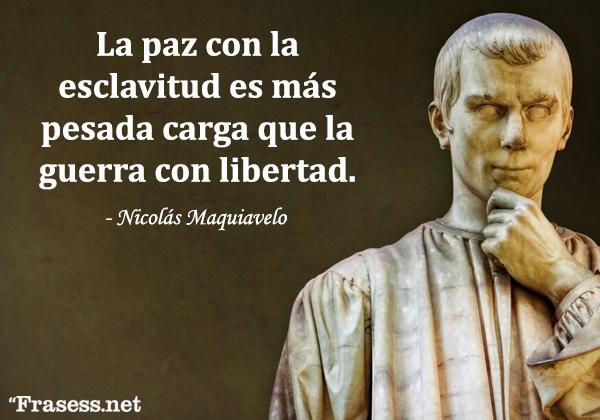 La paz con la
esclavitud es más
pesada carga que la
guerra con libertad.
- Nicolás Maquiavelo
“Frasess.net